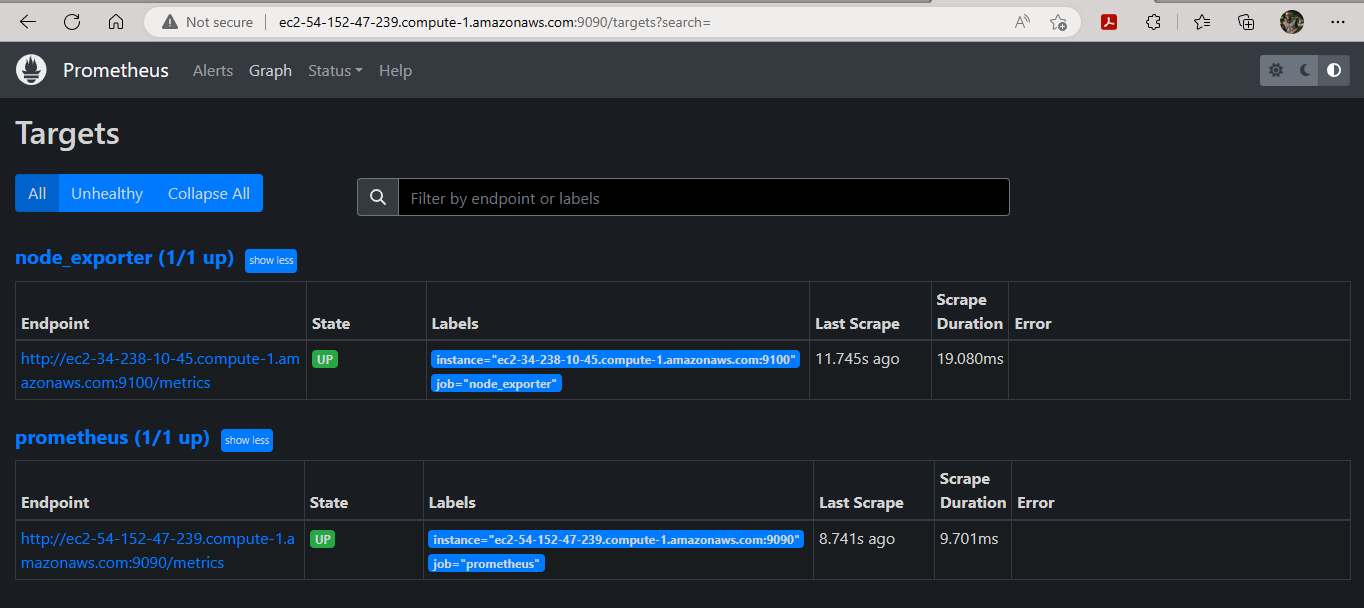 Not secure ec2-54-152-47-239.compute-1.amazonaws.com:9090/targets?search=
Prometheus Alerts Graph Status Help
Targets
All Unhealthy Collapse All Filter by endpoint or labels
node_exporter (1/1 up) show less
Endpoint State Labels Last Scrape Scrape Duration Error
http://ec2-34-238-10-45.compute-1.am
azonaws.com:9100/metrics
UP
instance="ec2-34-238-10-45.compute-1.amazonaws.com:9100"
job="node_exporter"
11.745s ago
19.080ms
prometheus (1/1 up) show less
Endpoint State Labels Last Scrape Scrape Duration Error
http://ec2-54-152-47-239.compute-1.a
mazonaws.com:9090/metrics
UP
instance="ec2-54-152-47-239.compute-1.amazonaws.com:9090"
job="prometheus"
8.741s ago
9.701ms